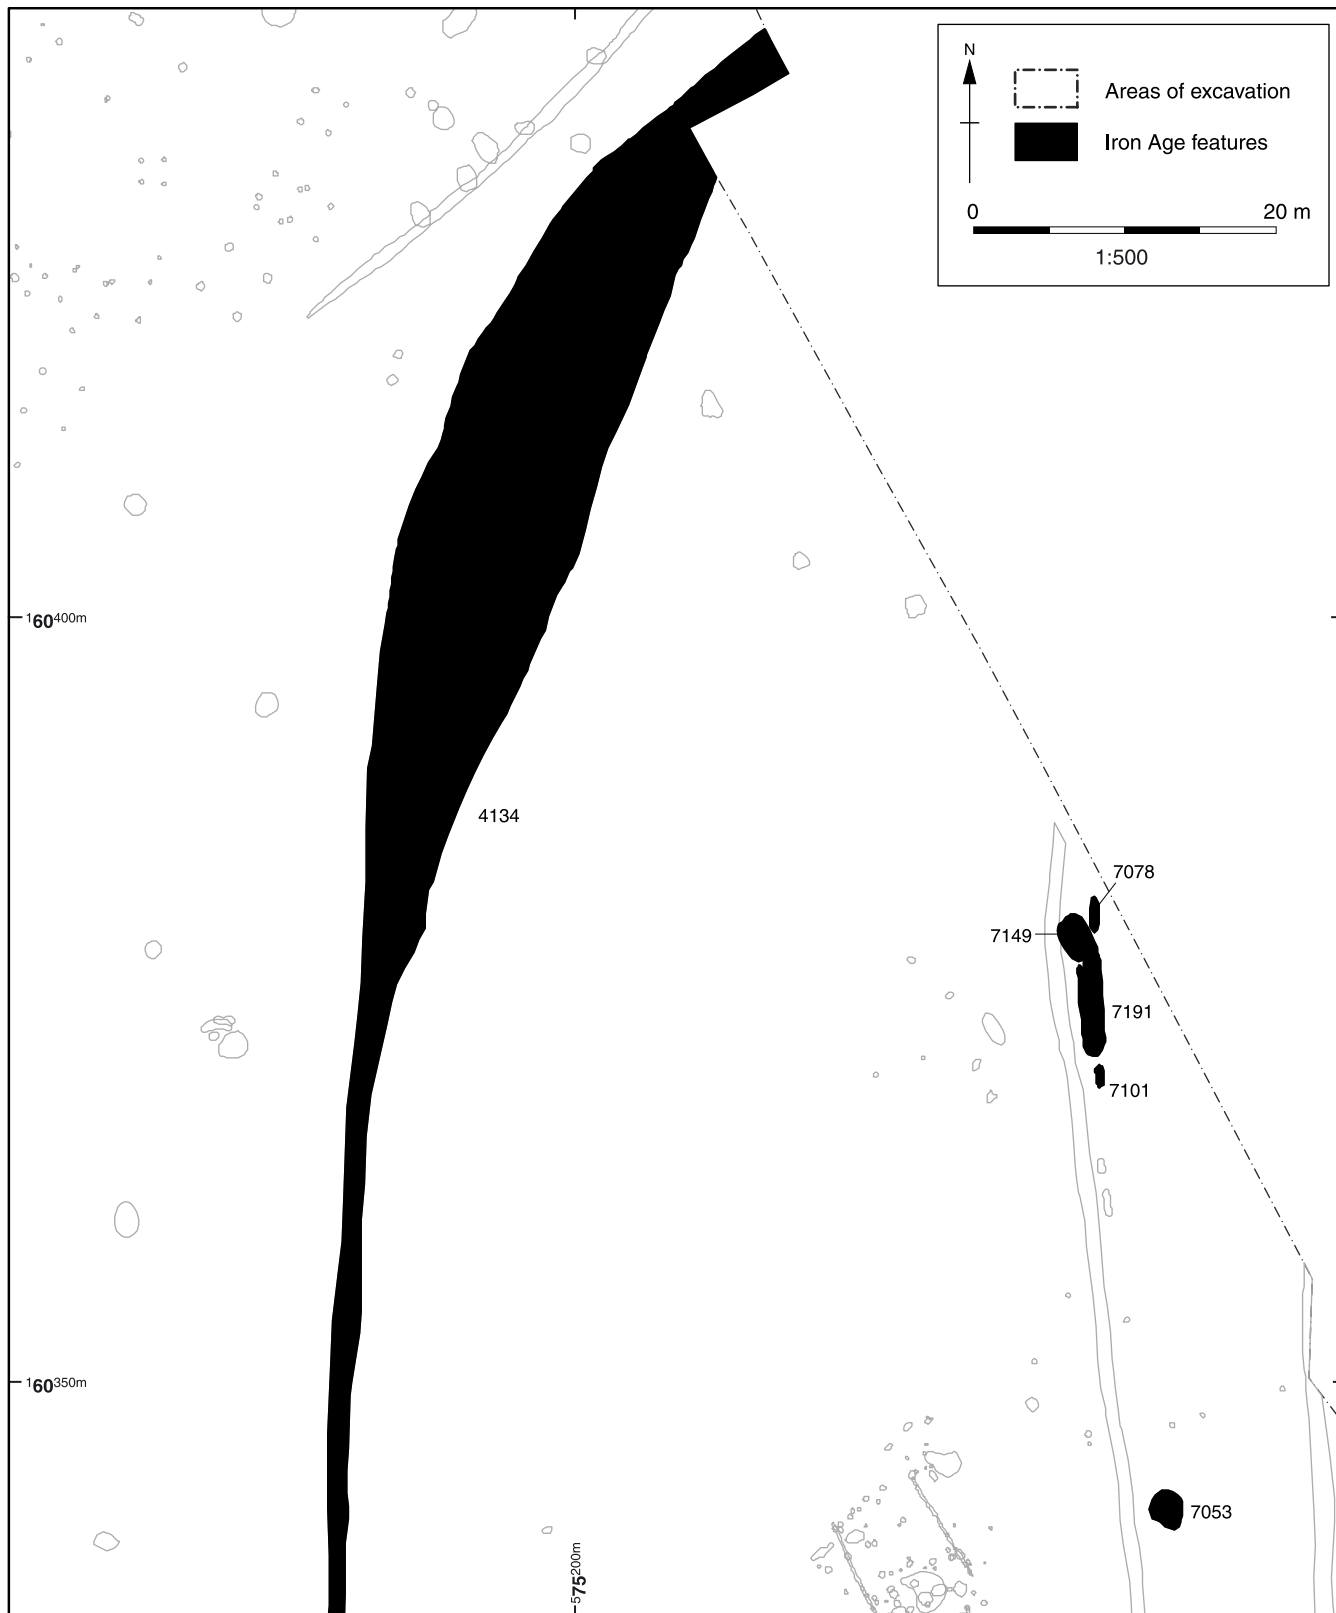 N
Areas of excavation
Iron Age features
0 20 m
1:500
160400m
4134
7078
7149
7191
7101
160350m
7053
575200m